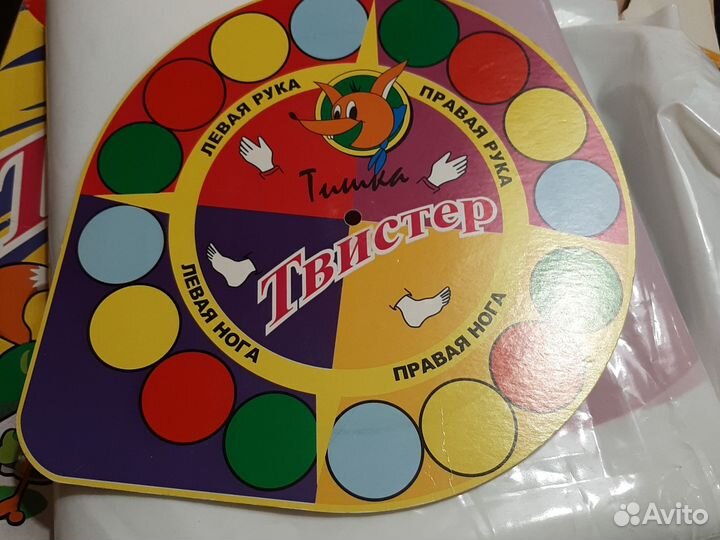 ЛЕВАЯ РУКА
ПРАВАЯ РУКА
Тишка
Твистер
ЛЕВАЯ НОГА
ПРАВАЯ НОГА
Avito